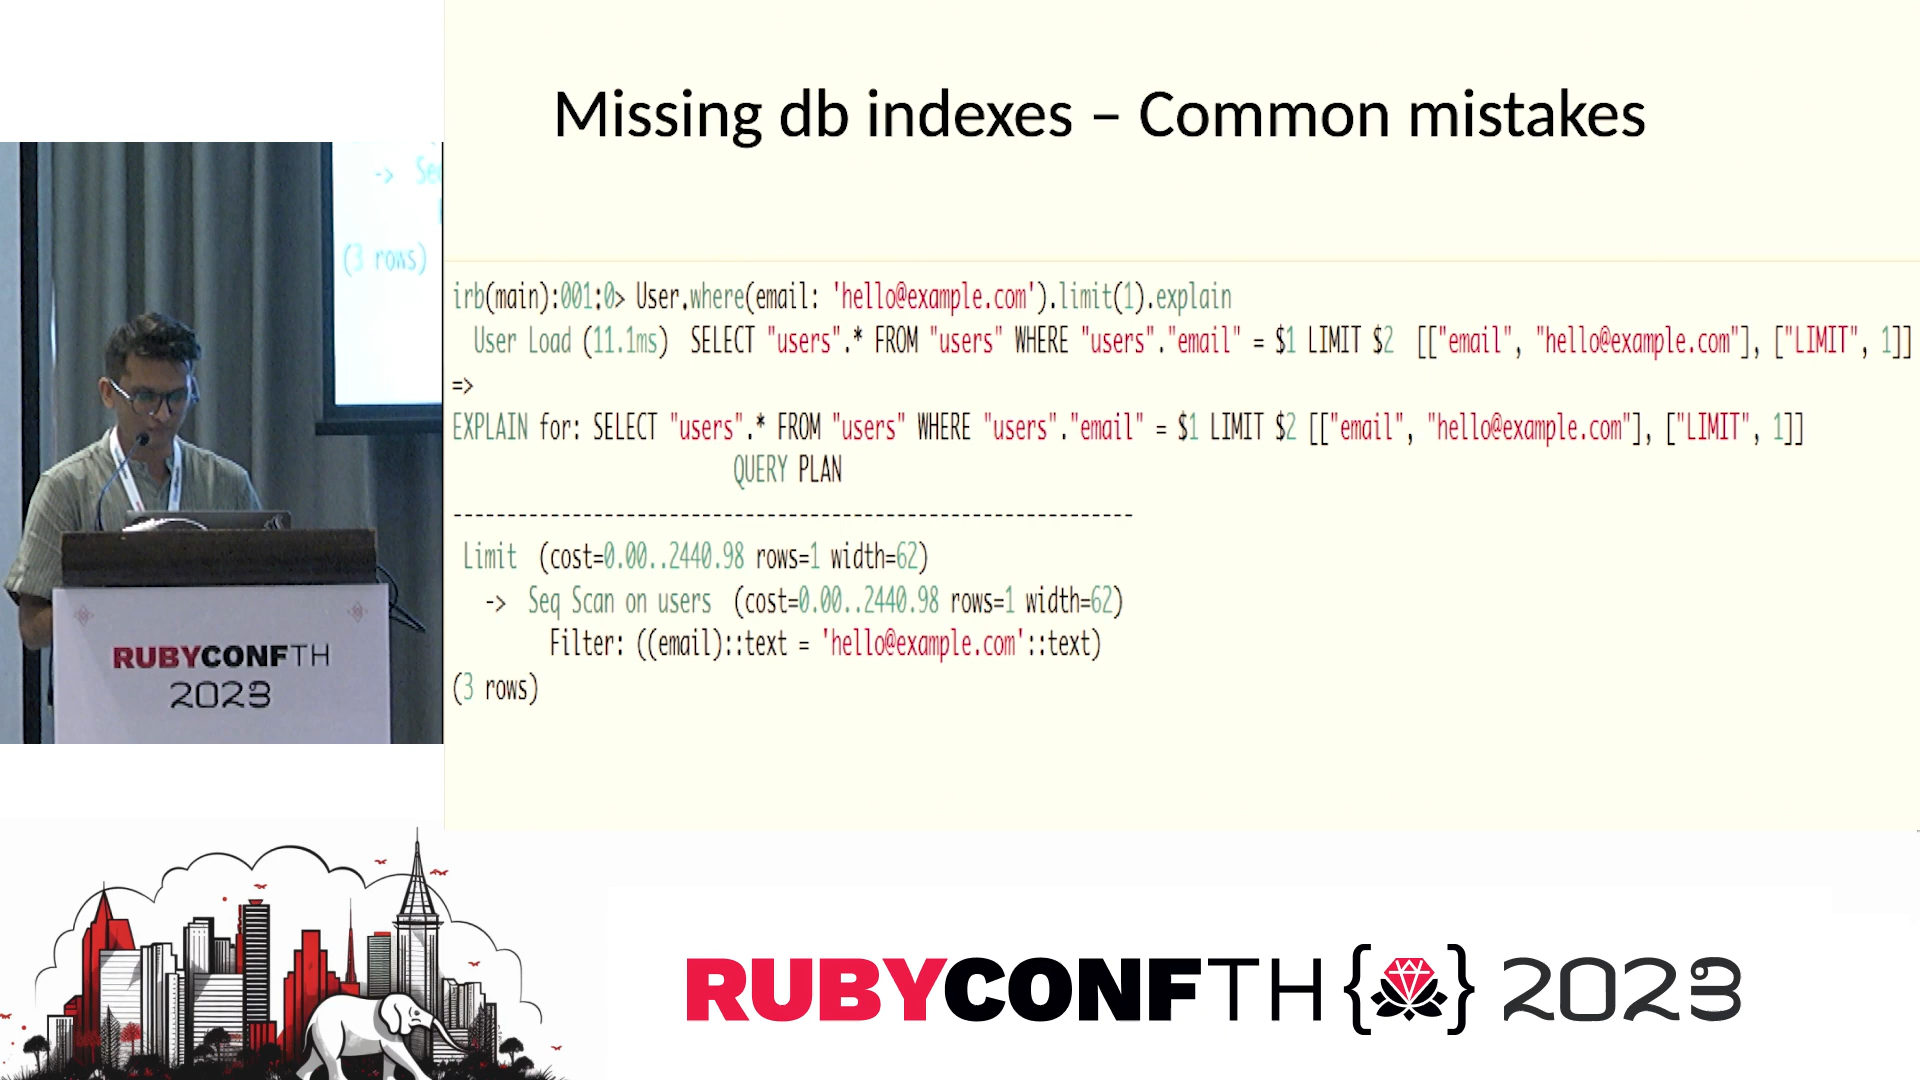 Missing db indexes – Common mistakes
-> Se
(3 rows)
irb(main):001:0> User.where(email: 'hello@example.com').limit(1).explain
User Load (11.1ms) SELECT "users".* FROM "users" WHERE "users"."email" = $1 LIMIT $2 [["email", "hello@example.com"], ["LIMIT", 1]]
=>
EXPLAIN for: SELECT "users".* FROM "users" WHERE "users"."email" = $1 LIMIT $2 [["email", "hello@example.com"], ["LIMIT", 1]]
QUERY PLAN
---------------------------------------------------------------
Limit (cost=0.00..2440.98 rows=1 width=62)
-> Seq Scan on users (cost=0.00..2440.98 rows=1 width=62)
Filter: ((email)::text = 'hello@example.com'::text)
(3 rows)
RUBYCONFTH
2023
RUBYCONFTH { } 2023